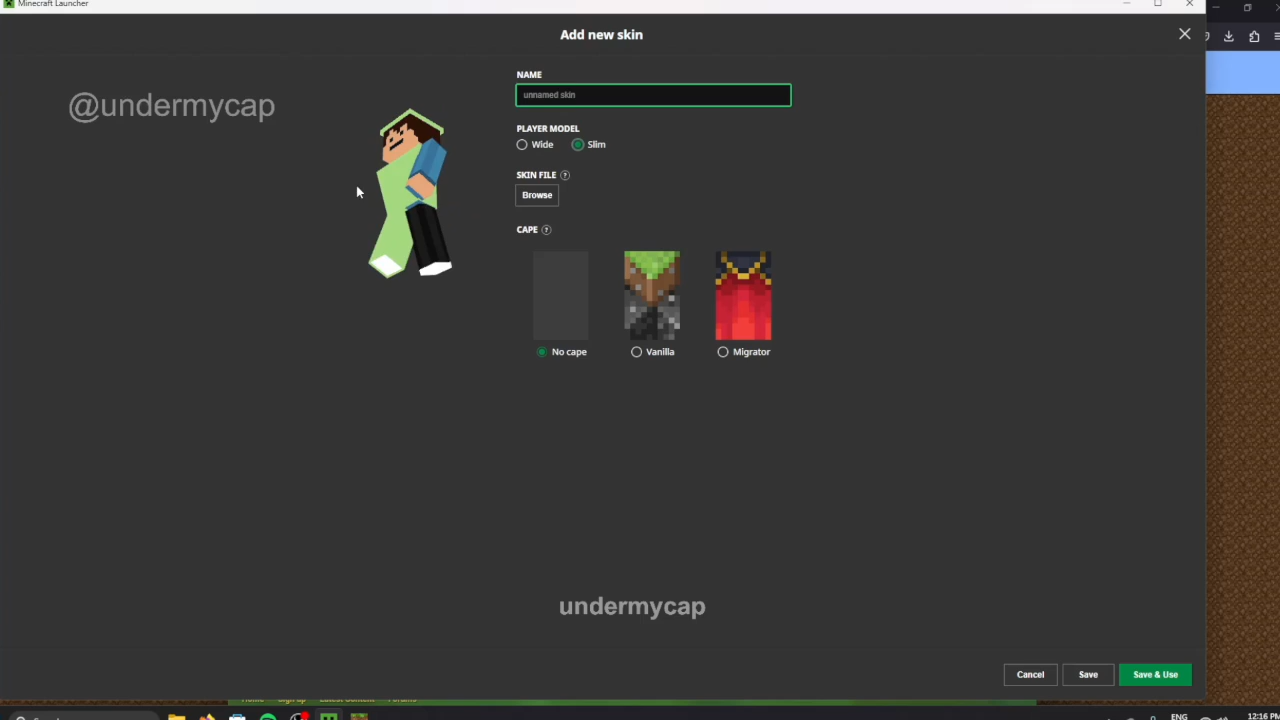 Minecraft Launcher
Add new skin
@undermycap
NAME
unnamed skin
PLAYER MODEL
Wide Slim
SKIN FILE ?
Browse
CAPE ?
No cape Vanilla Migrator
undermycap
Cancel Save Save & Use
ENG
12:16 PM